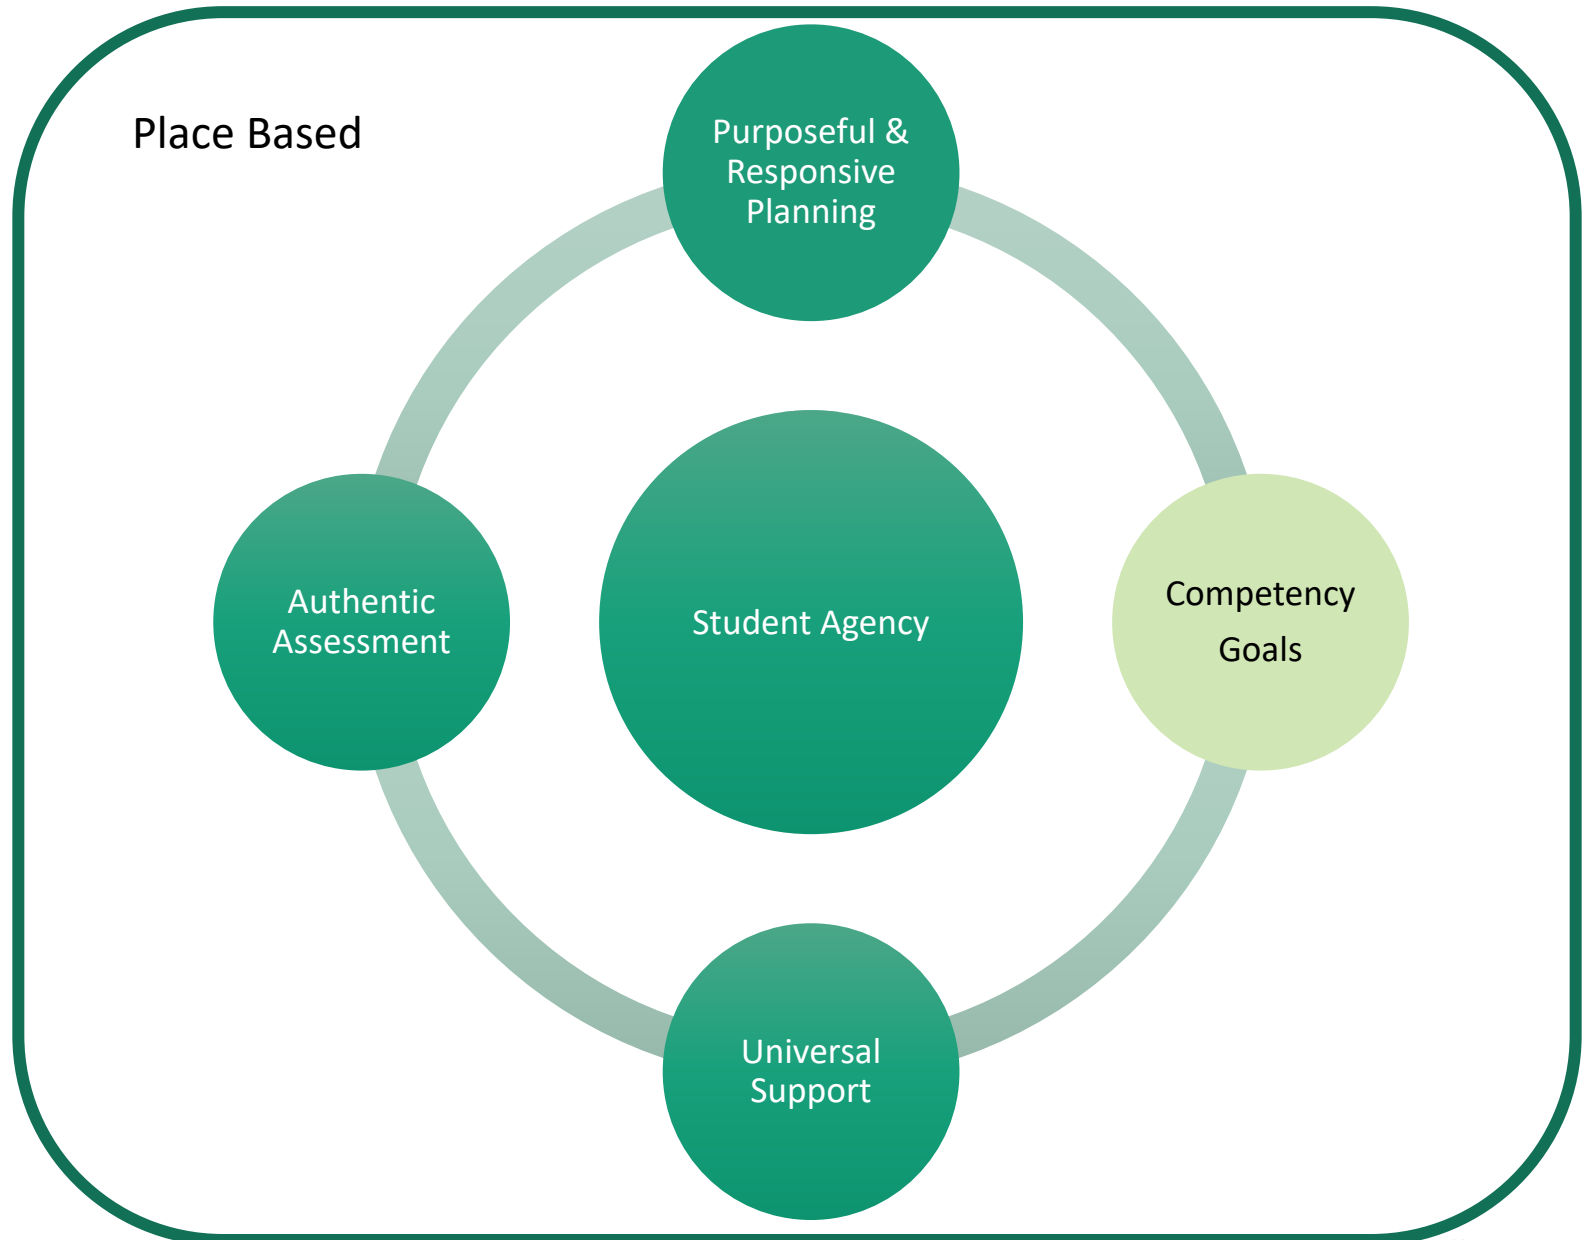 Place Based
Purposeful &
Responsive
Planning
Authentic
Assessment
Student Agency
Competency
Goals
Universal
Support